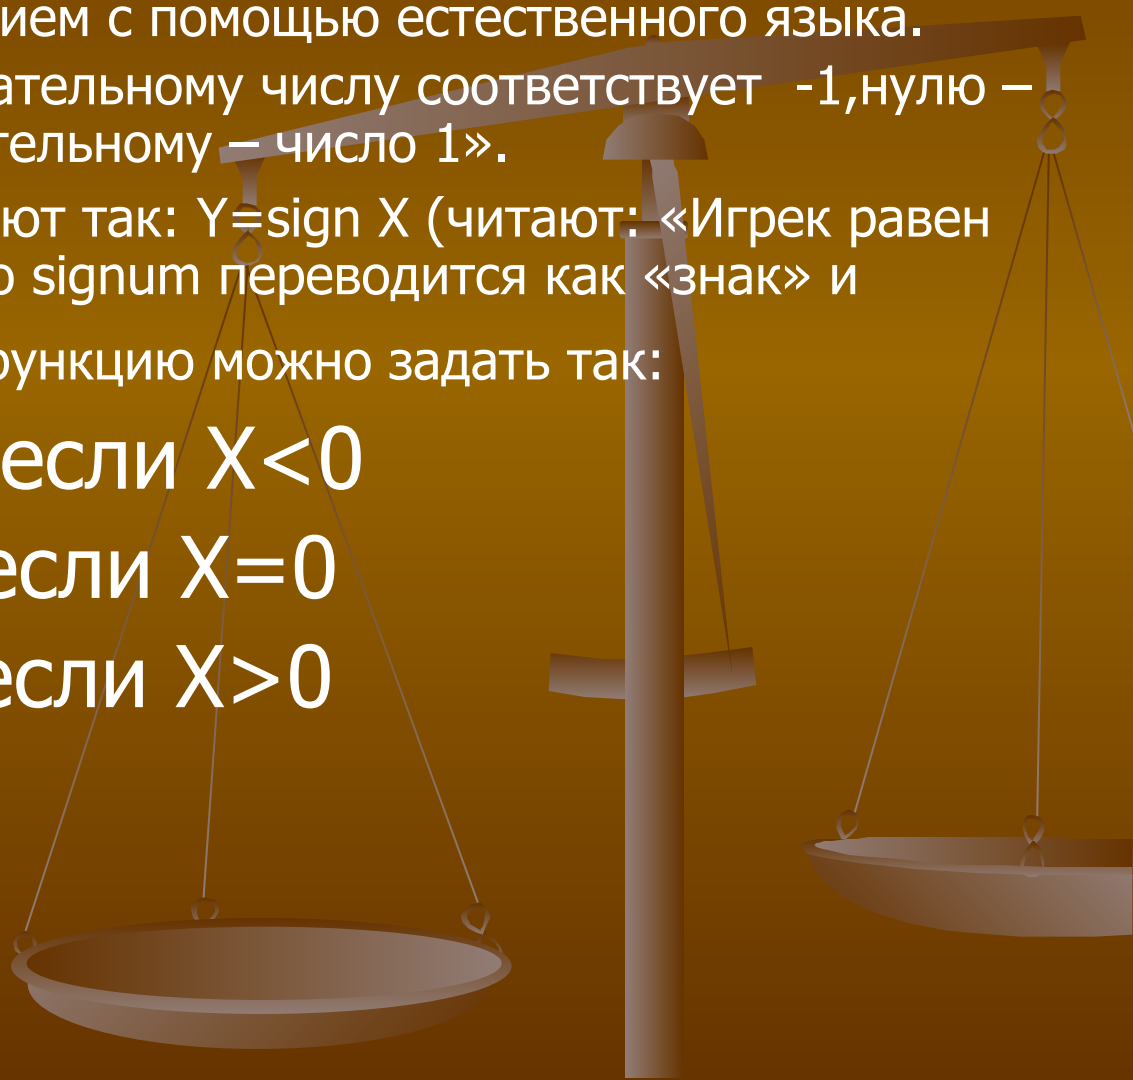 ием с помощью естественного языка.
ательному числу соответствует -1,нулю –
тельному – число 1».
ют так: Y=sign X (читают: «Игрек равен
о signum переводится как «знак» и
функцию можно задать так:
если X<0
если X=0
если X>0